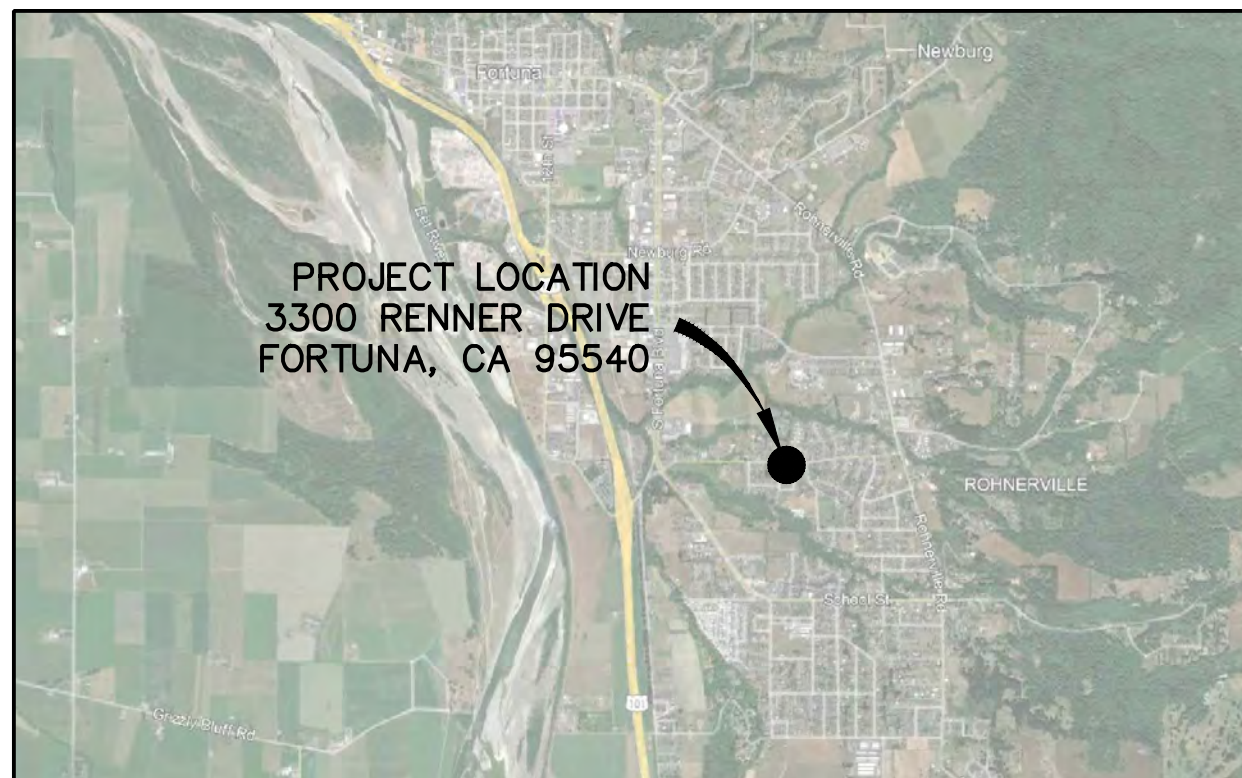 Newburg
Fortuna
12th St
Rohnerville Rd
Eel River
Newburg Rd
PROJECT LOCATION
3300 RENNER DRIVE
FORTUNA, CA 95540
S Fortuna Blvd
ROHNERVILLE
Rohnerville Rd
School St
101
Grizzly Bluff Rd